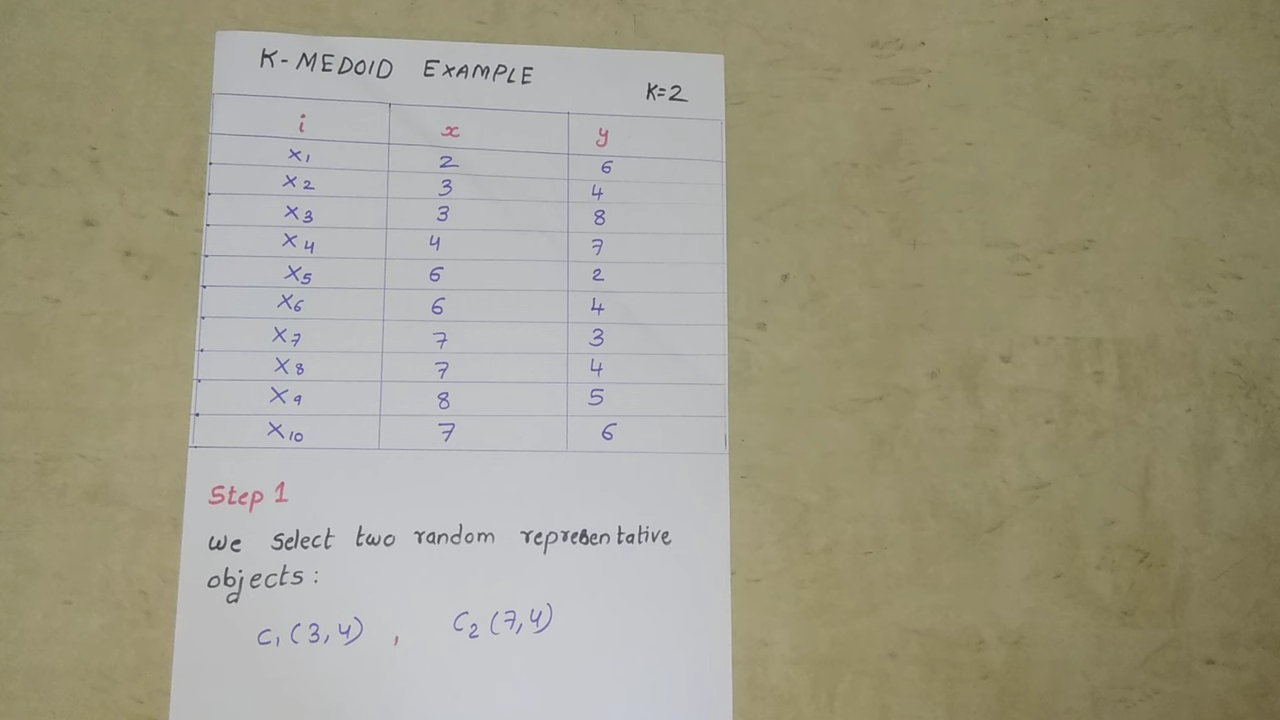 K-MEDOID EXAMPLE
K=2
i x y
X1 2 6
X2 3 4
X3 3 8
X4 4 7
X5 6 2
X6 6 4
X7 7 3
X8 7 4
X9 8 5
X10 7 6
Step 1
we select two random representative
objects :
C1 (3,4) , C2 (7,4)